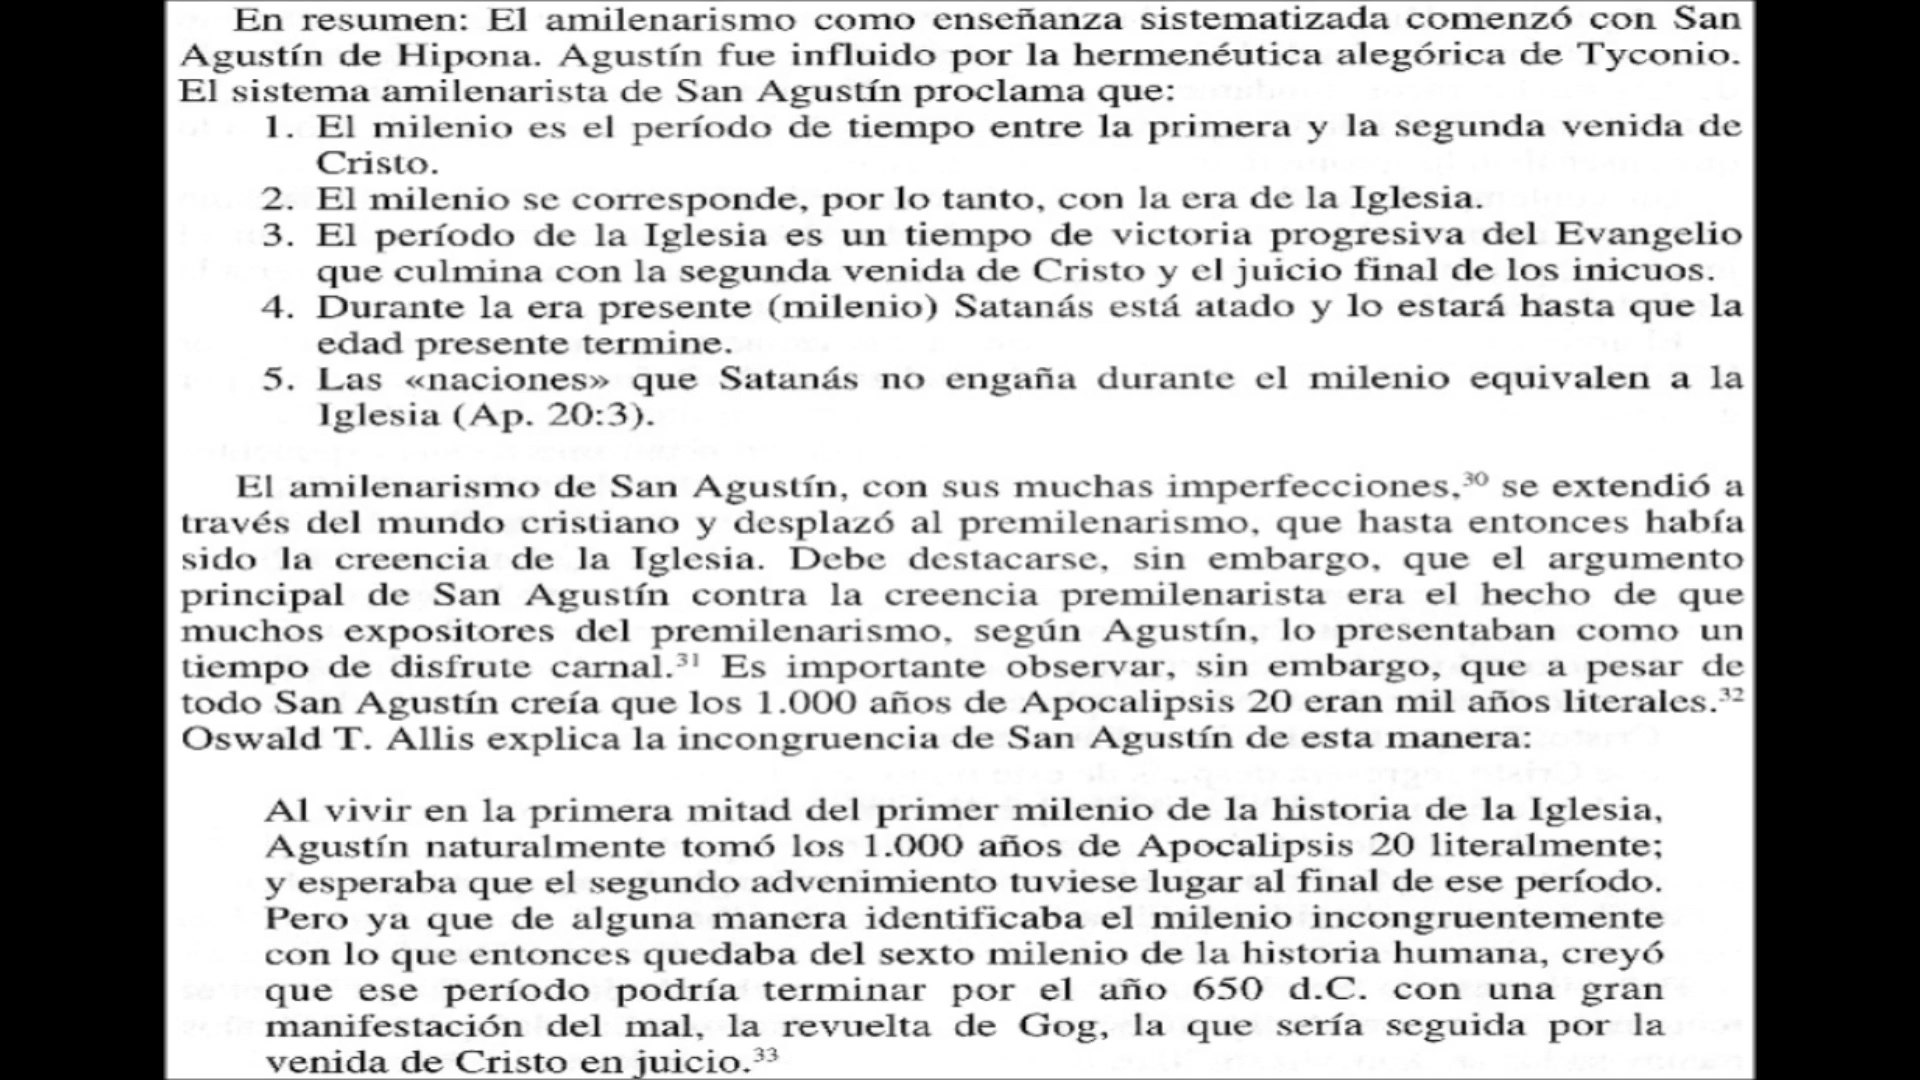 En resumen: El amilenarismo como enseñanza sistematizada comenzó con San
Agustín de Hipona. Agustín fue influido por la hermenéutica alegórica de Tyconio.
El sistema amilenarista de San Agustín proclama que:
1. El milenio es el período de tiempo entre la primera y la segunda venida de
Cristo.
2. El milenio se corresponde, por lo tanto, con la era de la Iglesia.
3. El período de la Iglesia es un tiempo de victoria progresiva del Evangelio
que culmina con la segunda venida de Cristo y el juicio final de los inicuos.
4. Durante la era presente (milenio) Satanás está atado y lo estará hasta que la
edad presente termine.
5. Las «naciones» que Satanás no engaña durante el milenio equivalen a la
Iglesia (Ap. 20:3).
El amilenarismo de San Agustín, con sus muchas imperfecciones,³⁰ se extendió a
través del mundo cristiano y desplazó al premilenarismo, que hasta entonces había
sido la creencia de la Iglesia. Debe destacarse, sin embargo, que el argumento
principal de San Agustín contra la creencia premilenarista era el hecho de que
muchos expositores del premilenarismo, según Agustín, lo presentaban como un
tiempo de disfrute carnal.³¹ Es importante observar, sin embargo, que a pesar de
todo San Agustín creía que los 1.000 años de Apocalipsis 20 eran mil años literales.³²
Oswald T. Allis explica la incongruencia de San Agustín de esta manera:
Al vivir en la primera mitad del primer milenio de la historia de la Iglesia,
Agustín naturalmente tomó los 1.000 años de Apocalipsis 20 literalmente;
y esperaba que el segundo advenimiento tuviese lugar al final de ese período.
Pero ya que de alguna manera identificaba el milenio incongruentemente
con lo que entonces quedaba del sexto milenio de la historia humana, creyó
que ese período podría terminar por el año 650 d.C. con una gran
manifestación del mal, la revuelta de Gog, la que sería seguida por la
venida de Cristo en juicio.³³